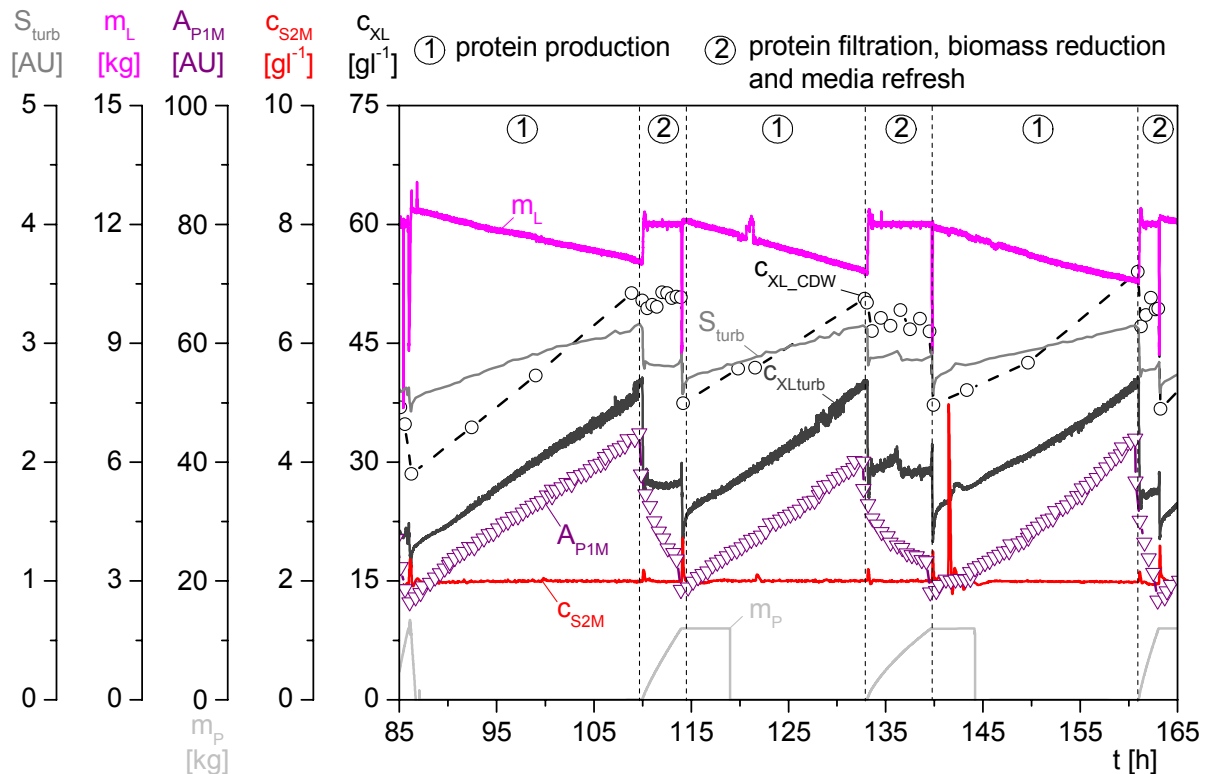 S_turb m_L A_P1M c_S2M c_XL
[AU] [kg] [AU] [gl⁻¹] [gl⁻¹]
① protein production
② protein filtration, biomass reduction
and media refresh
5 15 100 10 75
① ② ① ② ① ②
4 12 80 8 60
m_L
c_XL_CDW
3 9 60 6 45
S_turb
c_XLturb
2 6 40 4 30
A_P1M
1 3 20 2 15
c_S2M
m_P
0 0 0 0 0
m_P
[kg]
85 95 105 115 125 135 145 155 165
t [h]